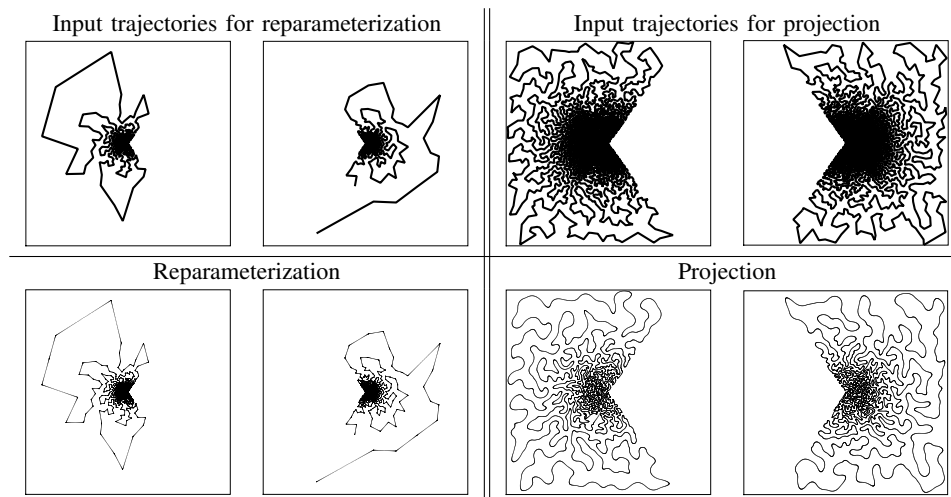 Input trajectories for reparameterization
Input trajectories for projection
Reparameterization
Projection